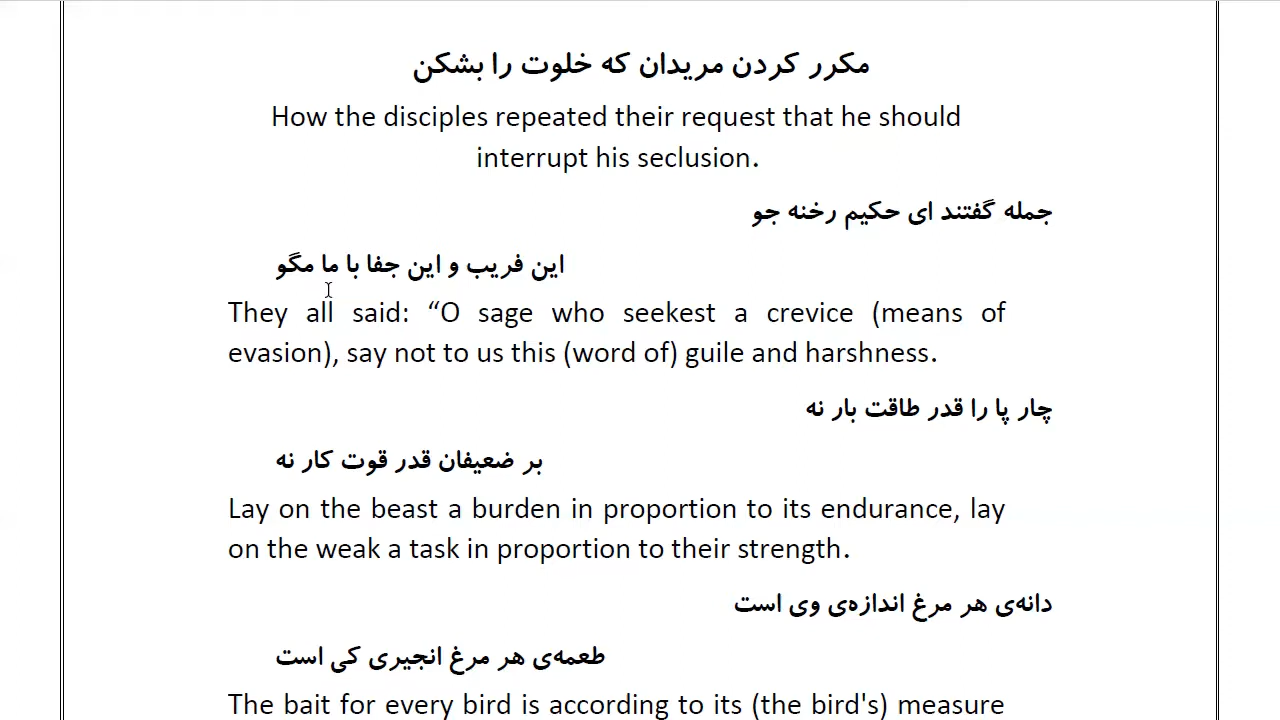 مکرر کردن مریدان که خلوت را بشکن
How the disciples repeated their request that he should
interrupt his seclusion.
جمله گفتند ای حکیم رخنه جو
این فریب و این جفا با ما مگو
They all said: “O sage who seekest a crevice (means of
evasion), say not to us this (word of) guile and harshness.
چار پا را قدر طاقت بار نه
بر ضعیفان قدر قوت کار نه
Lay on the beast a burden in proportion to its endurance, lay
on the weak a task in proportion to their strength.
دانه‌ی هر مرغ اندازه‌ی وی است
طعمه‌ی هر مرغ انجیری کی است
The bait for every bird is according to its (the bird's) measure